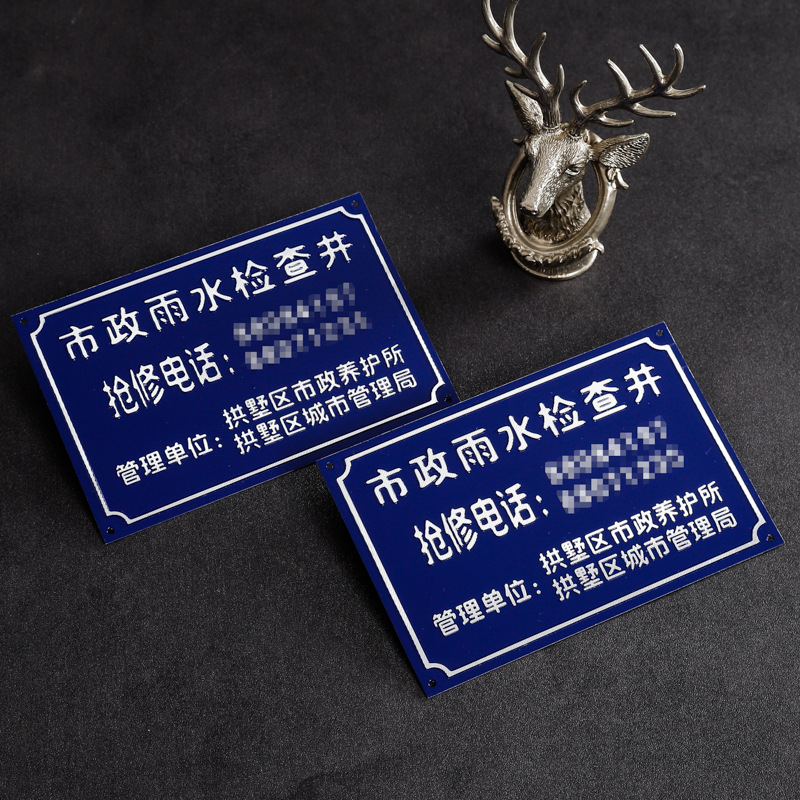 市政雨水检查井
抢修电话：
管理单位：拱墅区市政养护所
拱墅区城市管理局
市政雨水检查井
抢修电话：
管理单位：拱墅区市政养护所
拱墅区城市管理局